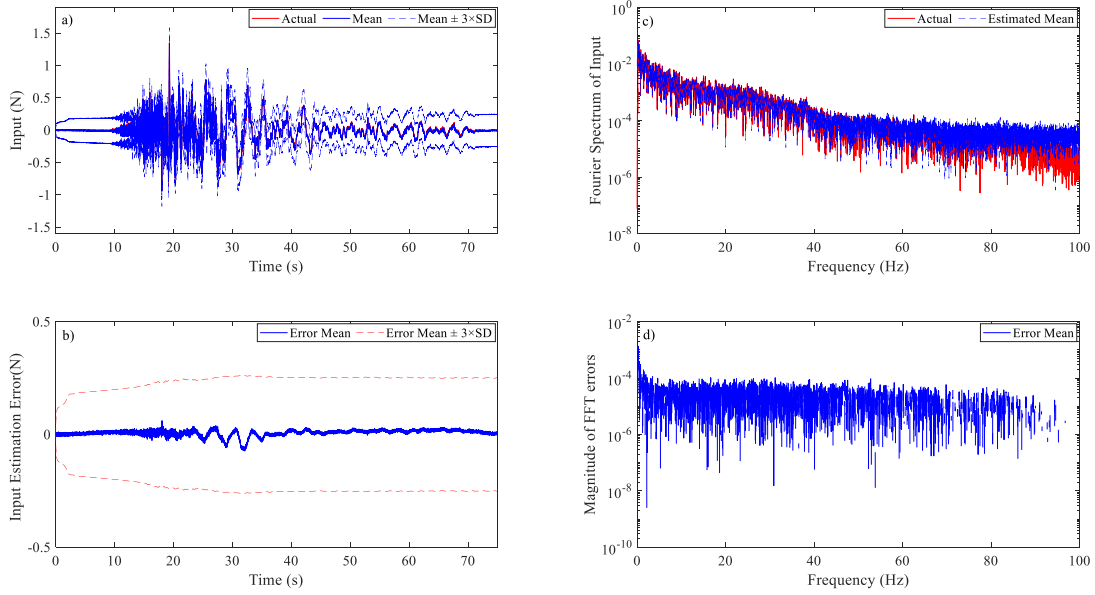 a)
Actual Mean Mean ± 3×SD
1.5
1
0.5
0
-0.5
-1
-1.5
Input (N)
0 10 20 30 40 50 60 70
Time (s)
c)
Actual Estimated Mean
10^0
10^-2
10^-4
10^-6
10^-8
Fourier Spectrum of Input
0 20 40 60 80 100
Frequency (Hz)
b)
Error Mean Error Mean ± 3×SD
0.5
0
-0.5
Input Estimation Error(N)
0 10 20 30 40 50 60 70
Time (s)
d)
Error Mean
10^-2
10^-4
10^-6
10^-8
10^-10
Magnitude of FFT errors
0 20 40 60 80 100
Frequency (Hz)